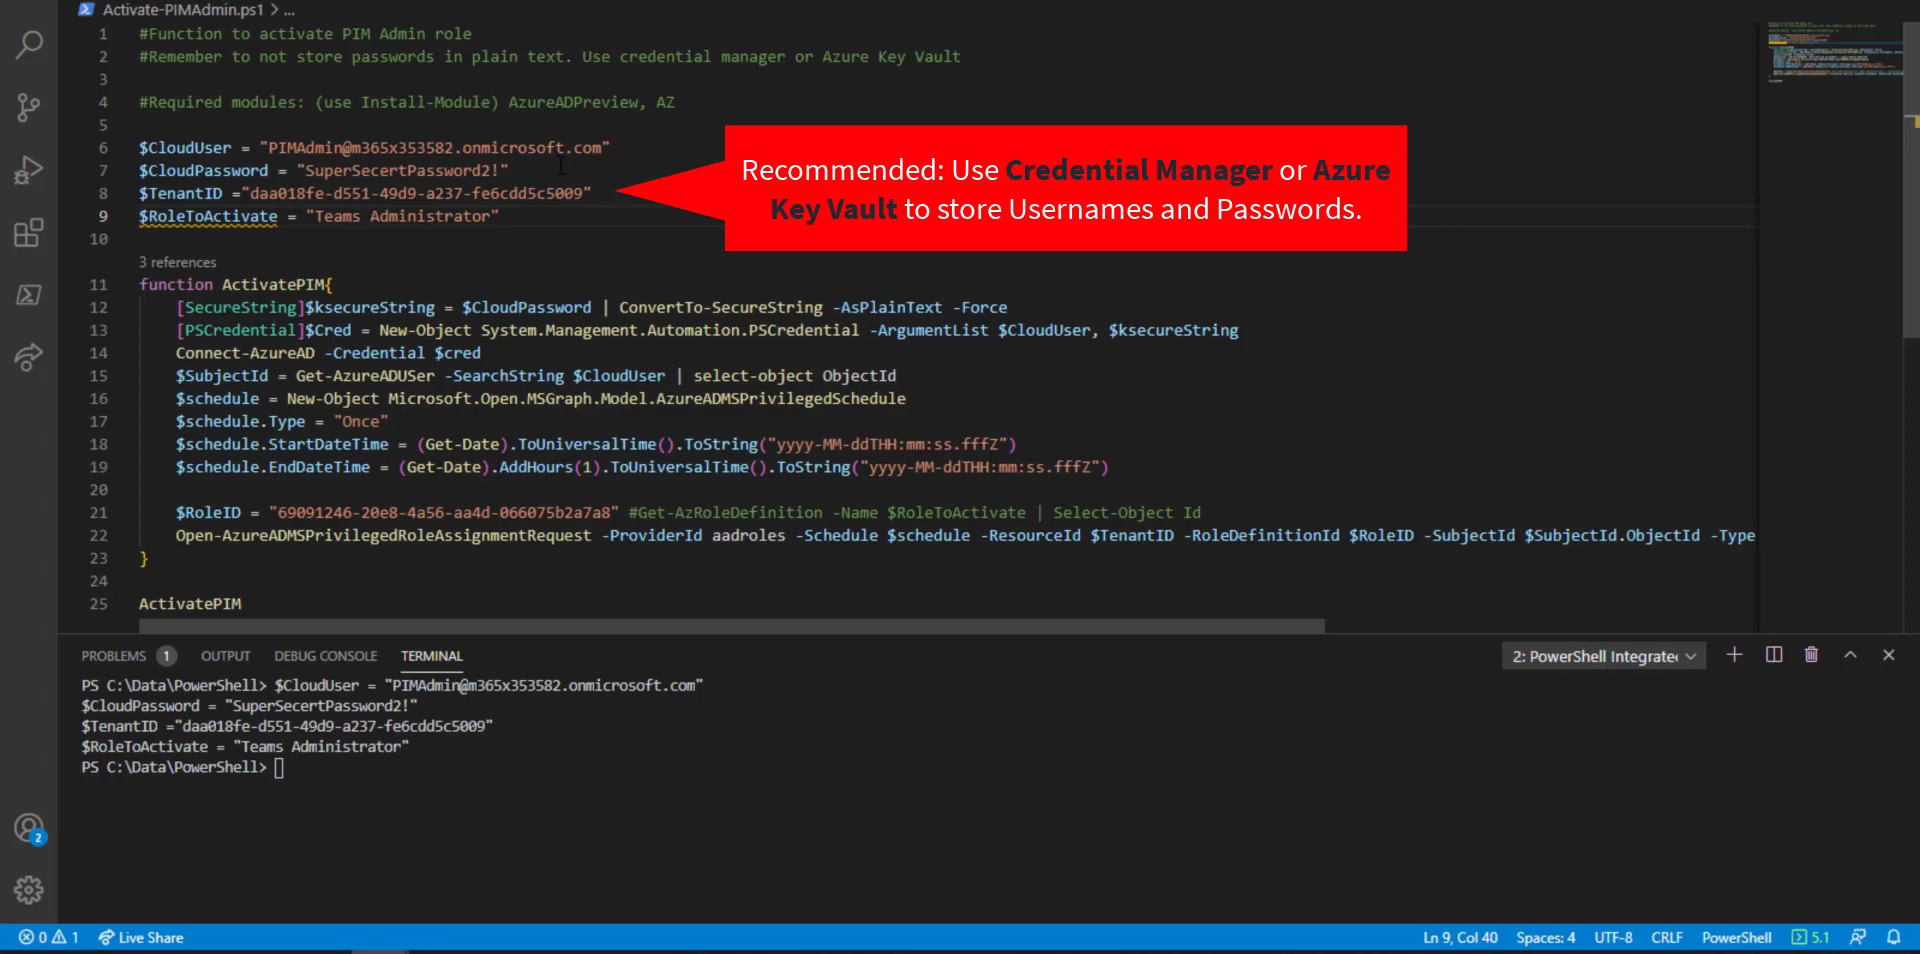 Activate-PIMAdmin.ps1 > ...
1 #Function to activate PIM Admin role
2 #Remember to not store passwords in plain text. Use credential manager or Azure Key Vault
3
4 #Required modules: (use Install-Module) AzureADPreview, AZ
5
6 $CloudUser = "PIMAdmin@m365x353582.onmicrosoft.com"
7 $CloudPassword = "SuperSecertPassword2!"
8 $TenantID ="daa018fe-d551-49d9-a237-fe6cdd5c5009"
9 $RoleToActivate = "Teams Administrator"
10
Recommended: Use Credential Manager or Azure
Key Vault to store Usernames and Passwords.
3 references
11 function ActivatePIM{
12 [SecureString]$ksecureString = $CloudPassword | ConvertTo-SecureString -AsPlainText -Force
13 [PSCredential]$Cred = New-Object System.Management.Automation.PSCredential -ArgumentList $CloudUser, $ksecureString
14 Connect-AzureAD -Credential $cred
15 $SubjectId = Get-AzureADUSer -SearchString $CloudUser | select-object ObjectId
16 $schedule = New-Object Microsoft.Open.MSGraph.Model.AzureADMSPrivilegedSchedule
17 $schedule.Type = "Once"
18 $schedule.StartDateTime = (Get-Date).ToUniversalTime().ToString("yyyy-MM-ddTHH:mm:ss.fffZ")
19 $schedule.EndDateTime = (Get-Date).AddHours(1).ToUniversalTime().ToString("yyyy-MM-ddTHH:mm:ss.fffZ")
20
21 $RoleID = "69091246-20e8-4a56-aa4d-066075b2a7a8" #Get-AzRoleDefinition -Name $RoleToActivate | Select-Object Id
22 Open-AzureADMSPrivilegedRoleAssignmentRequest -ProviderId aadroles -Schedule $schedule -ResourceId $TenantID -RoleDefinitionId $RoleID -SubjectId $SubjectId.ObjectId -Type
23 }
24
25 ActivatePIM
PROBLEMS 1 OUTPUT DEBUG CONSOLE TERMINAL 2: PowerShell Integrate
PS C:\Data\PowerShell> $CloudUser = "PIMAdmin@m365x353582.onmicrosoft.com"
$CloudPassword = "SuperSecertPassword2!"
$TenantID ="daa018fe-d551-49d9-a237-fe6cdd5c5009"
$RoleToActivate = "Teams Administrator"
PS C:\Data\PowerShell>
2
0 1 Live Share Ln 9, Col 40 Spaces: 4 UTF-8 CRLF PowerShell 5.1